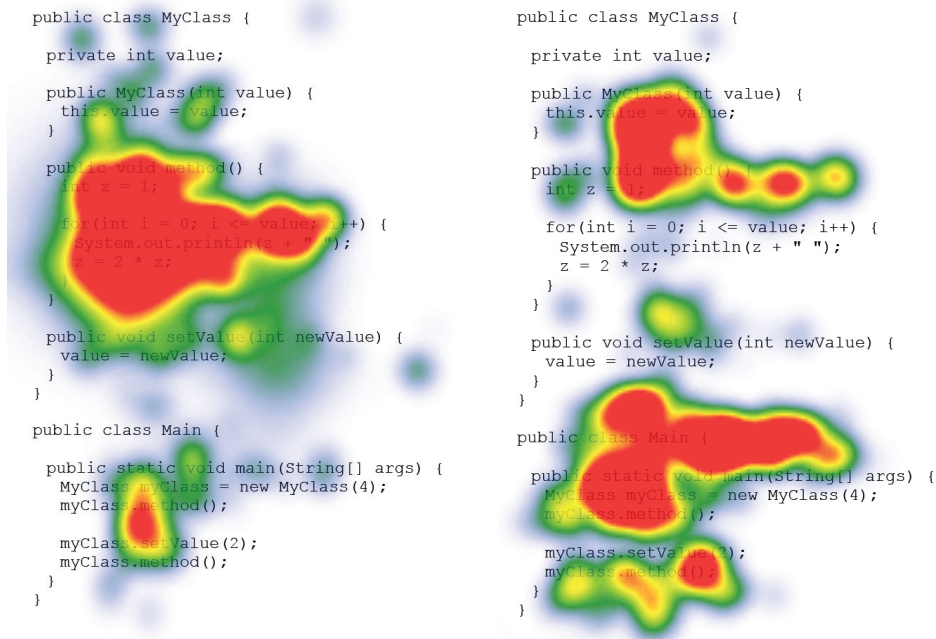 public class MyClass {
private int value;
public MyClass(int value) {
this.value = value;
}
public void method() {
int z = 1;
for(int i = 0; i <= value; i++) {
System.out.println(z + " ");
z = 2 * z;
}
}
public void setValue(int newValue) {
value = newValue;
}
}
public class Main {
public static void main(String[] args) {
MyClass myClass = new MyClass(4);
myClass.method();
myClass.setValue(2);
myClass.method();
}
}
public class MyClass {
private int value;
public MyClass(int value) {
this.value = value;
}
public void method() {
int z = 1;
for(int i = 0; i <= value; i++) {
System.out.println(z + " ");
z = 2 * z;
}
}
public void setValue(int newValue) {
value = newValue;
}
}
public class Main {
public static void main(String[] args) {
MyClass myClass = new MyClass(4);
myClass.method();
myClass.setValue(2);
myClass.method();
}
}